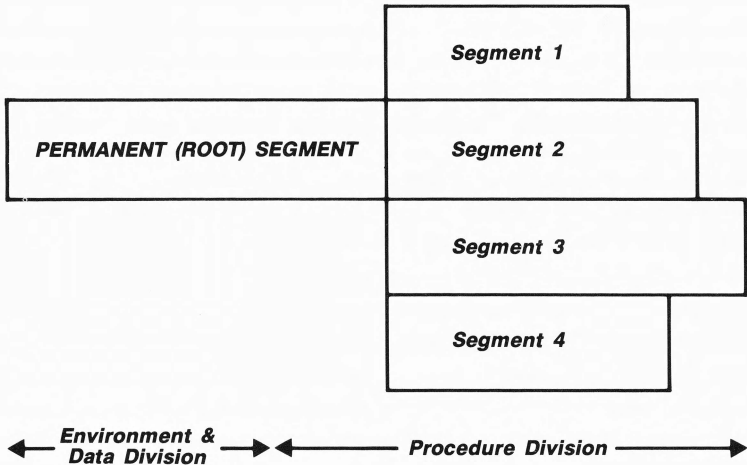 Segment 1
PERMANENT (ROOT) SEGMENT
Segment 2
Segment 3
Segment 4
Environment &
Data Division
Procedure Division